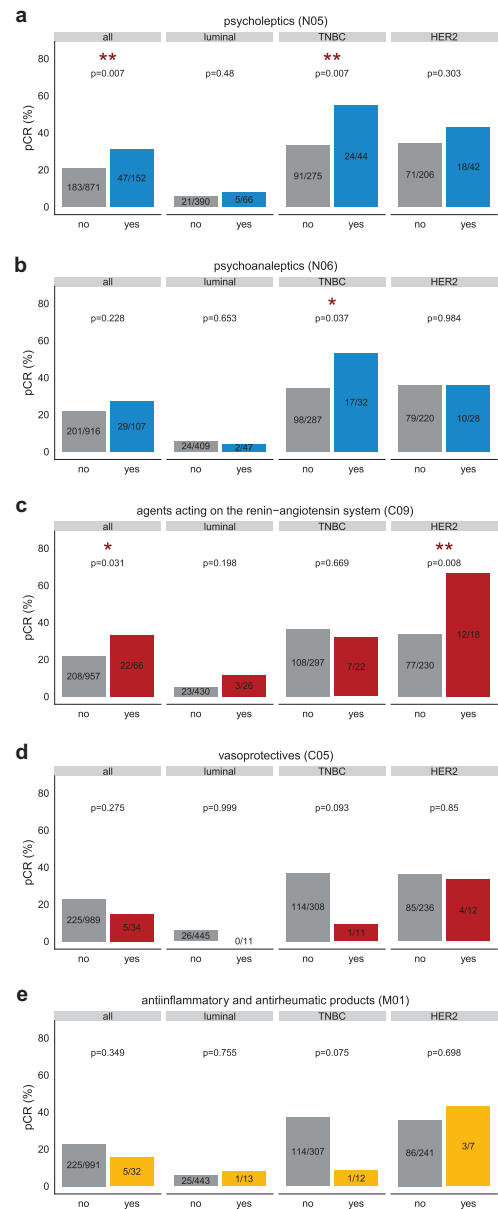 a
psycholeptics (N05)
all luminal TNBC HER2
** **
p=0.007 p=0.48 p=0.007 p=0.303
pCR (%)
80
60
40
20
0
183/871 47/152 21/390 5/66 91/275 24/44 71/206 18/42
no yes no yes no yes no yes
b
psychoanaleptics (N06)
all luminal TNBC HER2
*
p=0.228 p=0.653 p=0.037 p=0.984
pCR (%)
80
60
40
20
0
201/916 29/107 24/409 2/47 98/287 17/32 79/220 10/28
no yes no yes no yes no yes
c
agents acting on the renin−angiotensin system (C09)
all luminal TNBC HER2
* **
p=0.031 p=0.198 p=0.669 p=0.008
pCR (%)
80
60
40
20
0
208/957 22/66 23/430 3/26 108/297 7/22 77/230 12/18
no yes no yes no yes no yes
d
vasoprotectives (C05)
all luminal TNBC HER2
p=0.275 p=0.999 p=0.093 p=0.85
pCR (%)
80
60
40
20
0
225/989 5/34 26/445 0/11 114/308 1/11 85/236 4/12
no yes no yes no yes no yes
e
antiinflammatory and antirheumatic products (M01)
all luminal TNBC HER2
p=0.349 p=0.755 p=0.075 p=0.698
pCR (%)
80
60
40
20
0
225/991 5/32 25/443 1/13 114/307 1/12 86/241 3/7
no yes no yes no yes no yes